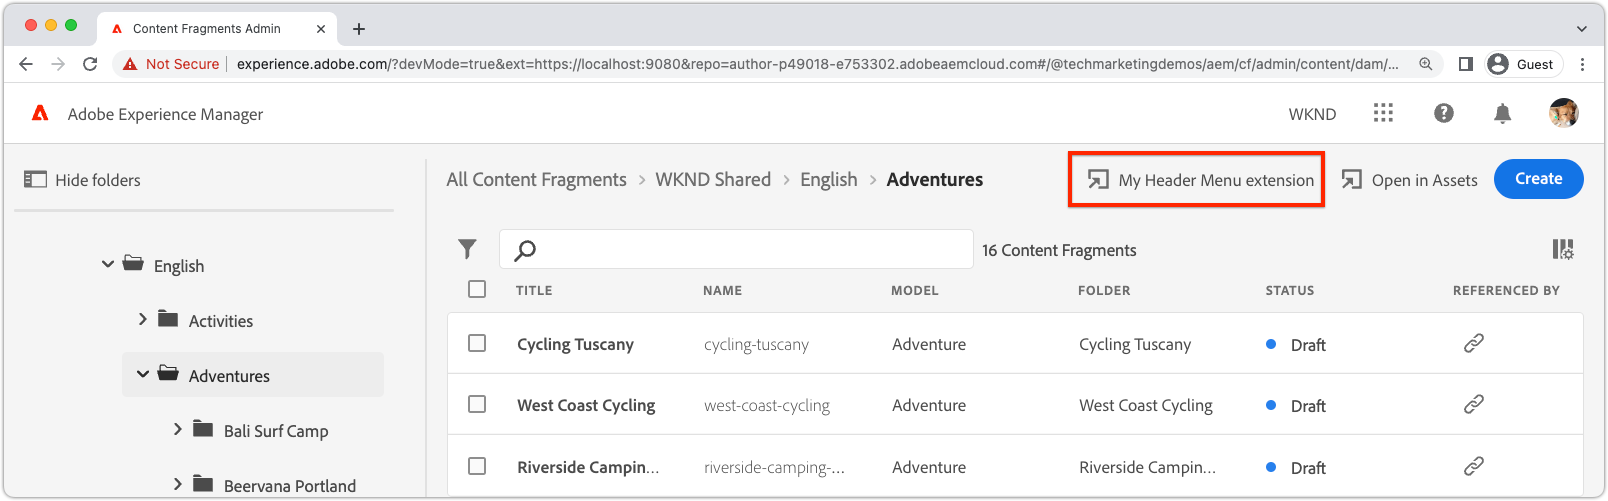 Content Fragments Admin
Not Secure | experience.adobe.com/?devMode=true&ext=https://localhost:9080&repo=author-p49018-e753302.adobeaemcloud.com#/@techmarketingdemos/aem/cf/admin/content/dam/... Guest
Adobe Experience Manager WKND
Hide folders
All Content Fragments > WKND Shared > English > Adventures
My Header Menu extension
Open in Assets
Create
English
Activities
Adventures
Bali Surf Camp
Beervana Portland
16 Content Fragments
TITLE NAME MODEL FOLDER STATUS REFERENCED BY
Cycling Tuscany cycling-tuscany Adventure Cycling Tuscany Draft
West Coast Cycling west-coast-cycling Adventure West Coast Cycling Draft
Riverside Campin... riverside-camping-... Adventure Riverside Campin... Draft